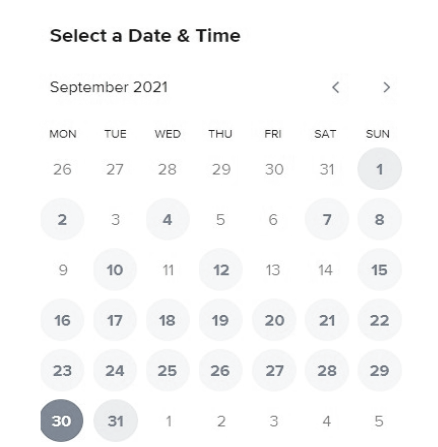 Select a Date & Time
September 2021
MON TUE WED THU FRI SAT SUN
26 27 28 29 30 31 1
2 3 4 5 6 7 8
9 10 11 12 13 14 15
16 17 18 19 20 21 22
23 24 25 26 27 28 29
30 31 1 2 3 4 5